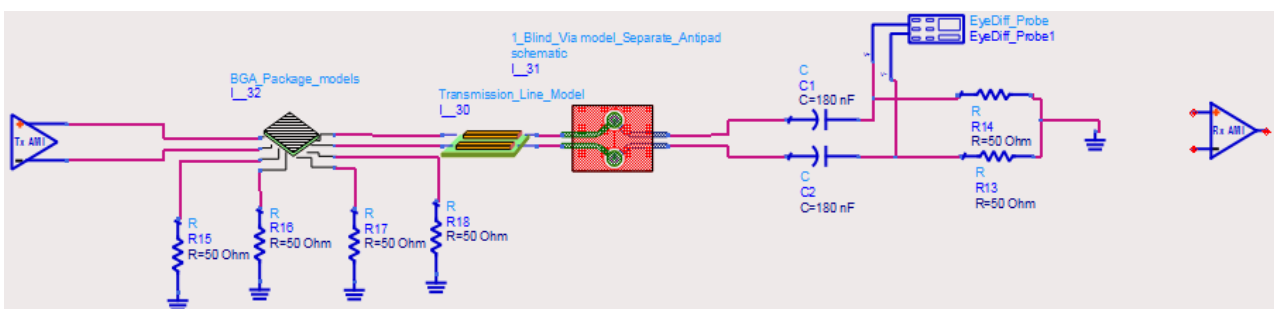 EyeDiff_Probe
EyeDiff_Probe1
1_Blind_Via model_Separate_Antipad
schematic
I__31
BGA_Package_models
I__32
Transmission_Line_Model
I__30
C
C1
C=180 nF
Tx AMI
R
R14
R=50 Ohm
Rx AMI
R
R13
R=50 Ohm
C
C2
C=180 nF
R
R15
R=50 Ohm
R
R16
R=50 Ohm
R
R17
R=50 Ohm
R
R18
R=50 Ohm